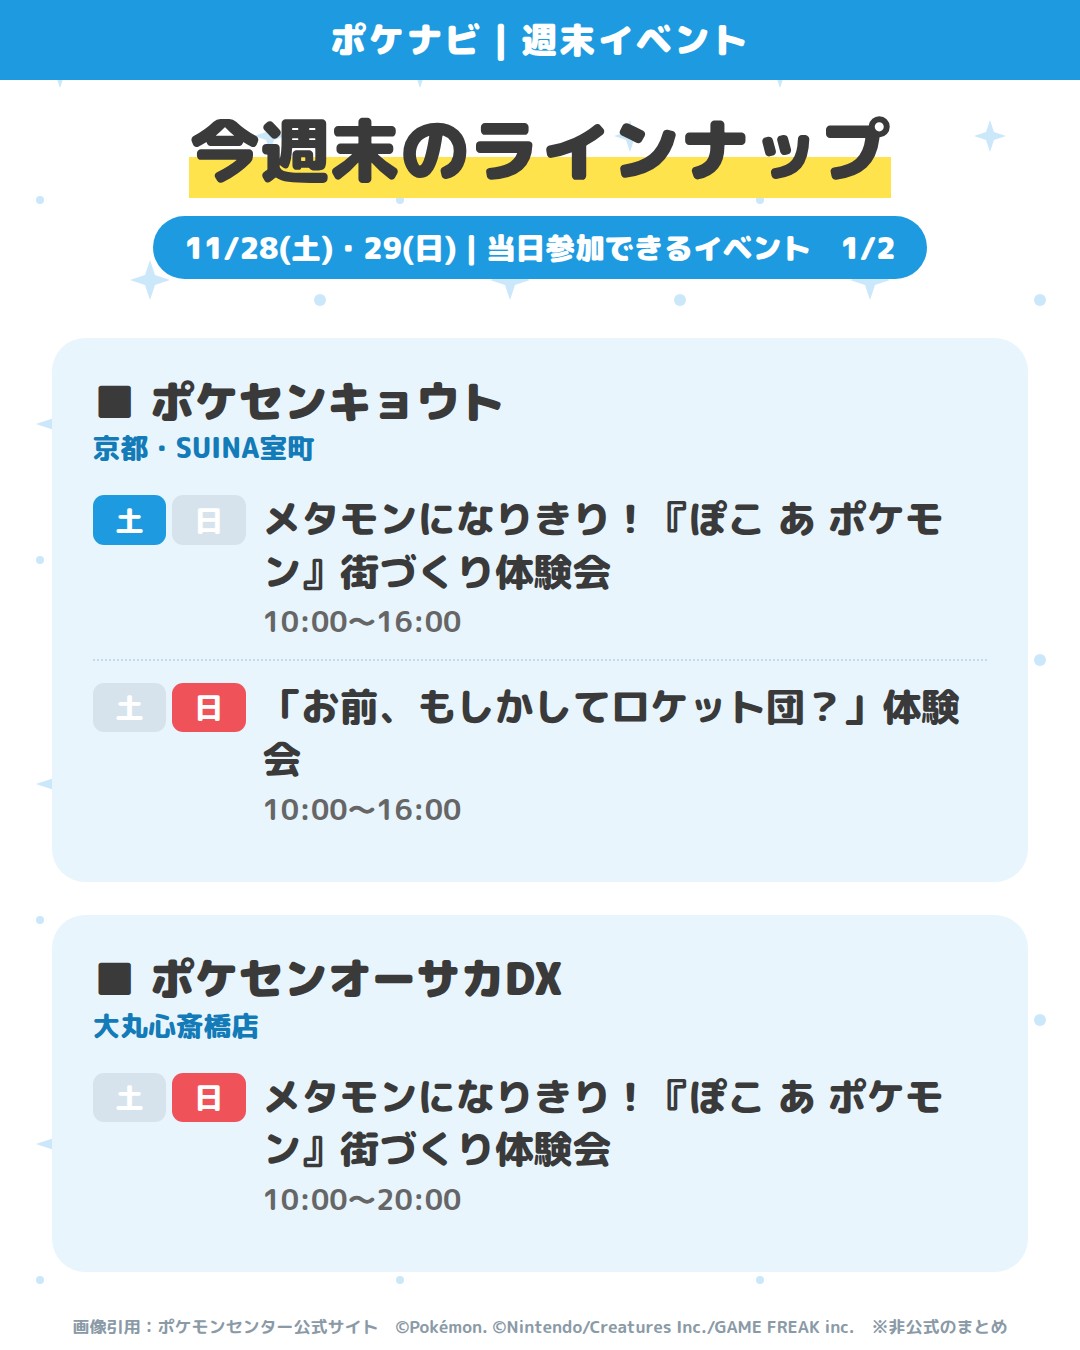 ポケナビ | 週末イベント
今週末のラインナップ
11/28(土)・29(日) | 当日参加できるイベント　1/2
■ ポケセンキョウト
京都・SUINA室町
土 日 メタモンになりきり！『ぽこ あ ポケモ
ン』街づくり体験会
10:00〜16:00
土 日 「お前、もしかしてロケット団？」体験
会
10:00〜16:00
■ ポケセンオーサカDX
大丸心斎橋店
土 日 メタモンになりきり！『ぽこ あ ポケモ
ン』街づくり体験会
10:00〜20:00
画像引用：ポケモンセンター公式サイト　©Pokémon. ©Nintendo/Creatures Inc./GAME FREAK inc.　※非公式のまとめ